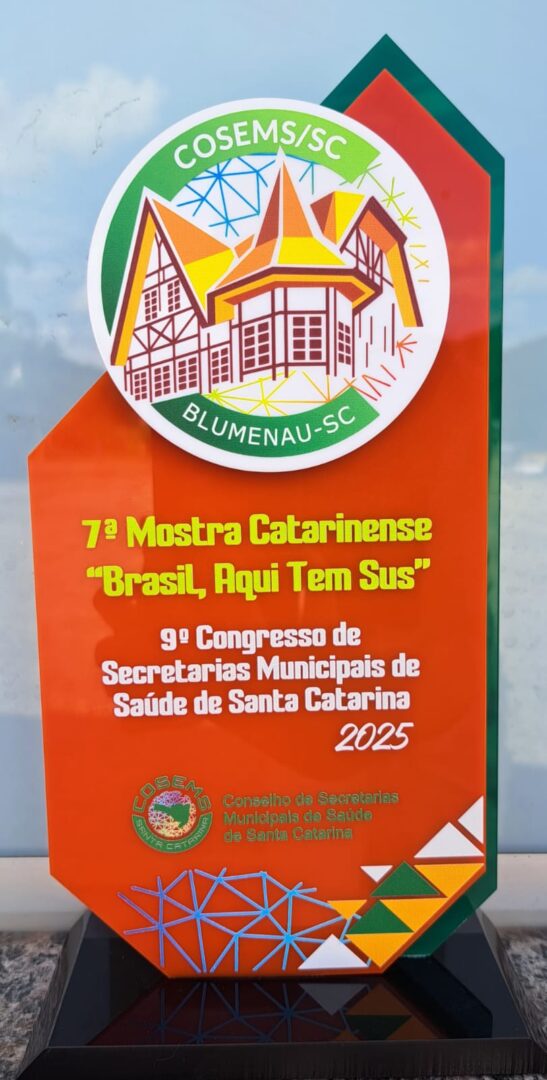 COSEMS/SC
BLUMENAU-SC
7ª Mostra Catarinense
“Brasil, Aqui Tem Sus”
9º Congresso de
Secretarias Municipais de
Saúde de Santa Catarina
2025
COSEMS
SANTA CATARINA
Conselho de Secretarias
Municipais de Saúde
de Santa Catarina